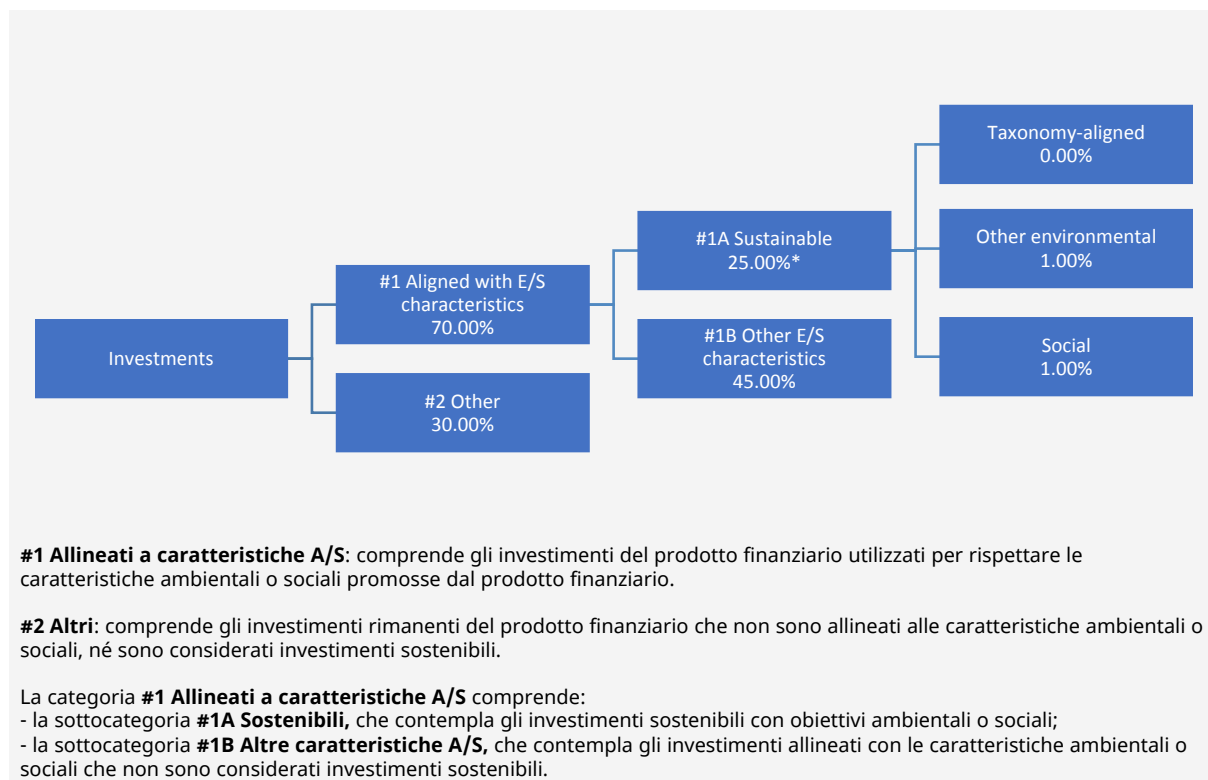 Taxonomy-aligned
0.00%
#1A Sustainable
25.00%*
Other environmental
1.00%
#1 Aligned with E/S
characteristics
70.00%
Investments
#1B Other E/S
characteristics
45.00%
Social
1.00%
#2 Other
30.00%
#1 Allineati a caratteristiche A/S: comprende gli investimenti del prodotto finanziario utilizzati per rispettare le
caratteristiche ambientali o sociali promosse dal prodotto finanziario.
#2 Altri: comprende gli investimenti rimanenti del prodotto finanziario che non sono allineati alle caratteristiche ambientali o
sociali, né sono considerati investimenti sostenibili.
La categoria #1 Allineati a caratteristiche A/S comprende:
- la sottocategoria #1A Sostenibili, che contempla gli investimenti sostenibili con obiettivi ambientali o sociali;
- la sottocategoria #1B Altre caratteristiche A/S, che contempla gli investimenti allineati con le caratteristiche ambientali o
sociali che non sono considerati investimenti sostenibili.